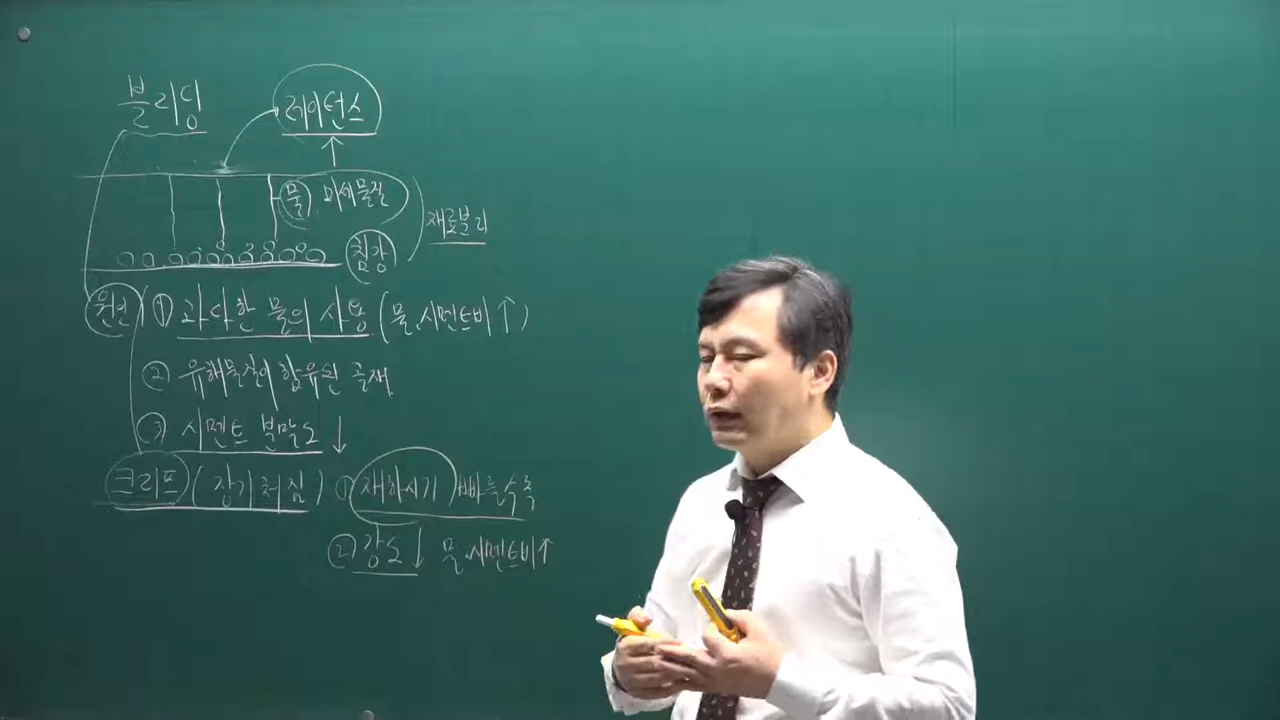 블리딩 레이턴스
물 미세물질
재료분리
침강
원인 ① 과다한 물의 사용 (물.시멘트비↑)
② 유해물질이 함유된 골재
③ 시멘트 분말도 ↓
크리프 (장기처짐) ① 재하시기 빠를수록
② 강도↓ 물.시멘트비↑